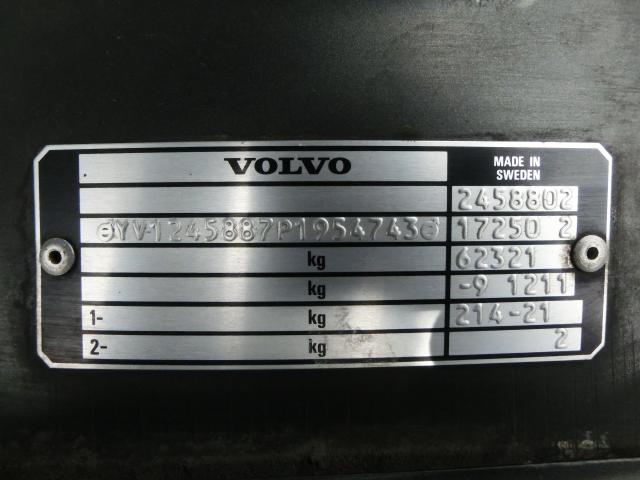 VOLVO MADE IN SWEDEN
2458802
YV1245887P1954743 17250 2
kg 62321
kg -9 1211
1- kg 214-21
2- kg 2